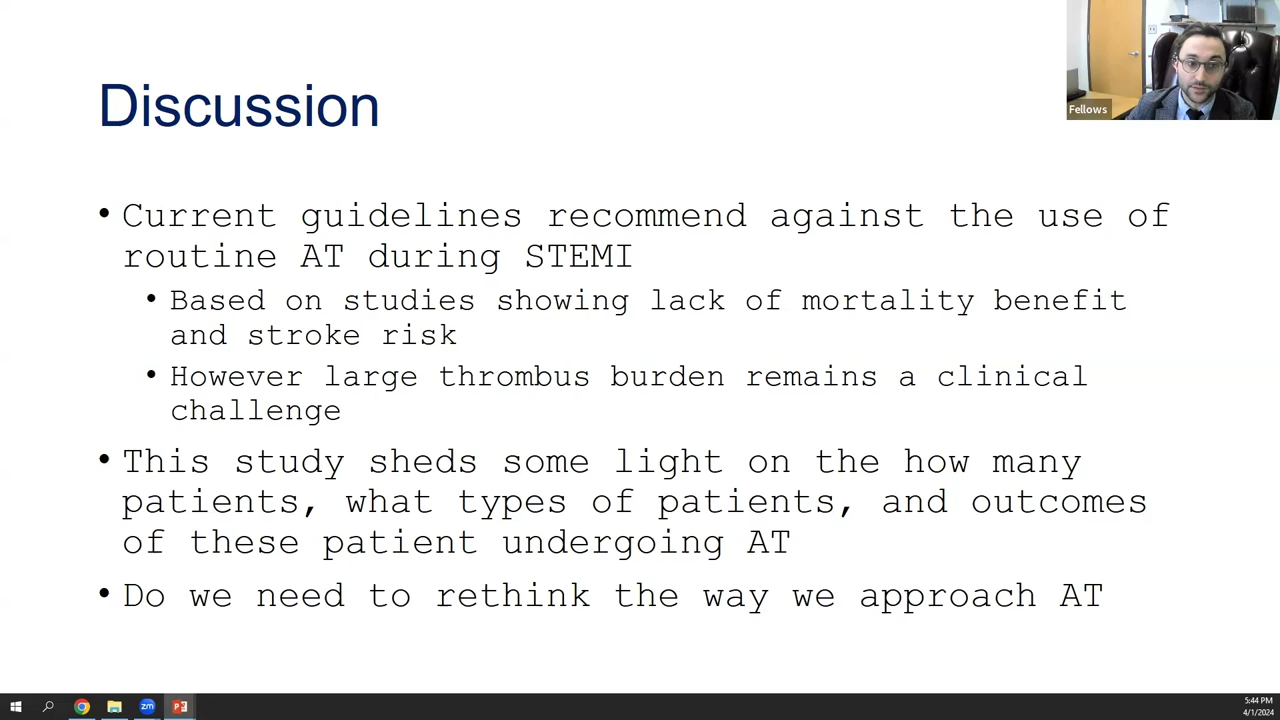 Discussion
Fellows
• Current guidelines recommend against the use of
routine AT during STEMI
• Based on studies showing lack of mortality benefit
and stroke risk
• However large thrombus burden remains a clinical
challenge
• This study sheds some light on the how many
patients, what types of patients, and outcomes
of these patient undergoing AT
• Do we need to rethink the way we approach AT
zm
5:44 PM
4/1/2024